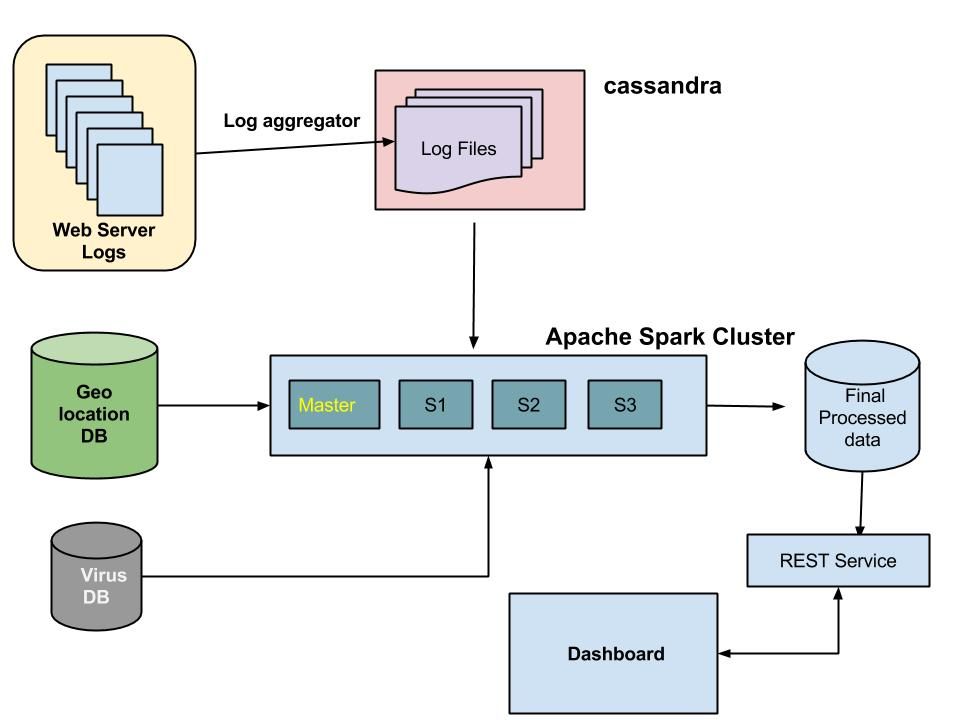 cassandra
Log aggregator
Log Files
Web Server
Logs
Apache Spark Cluster
Geo
location
DB
Master
S1
S2
S3
Final
Processed
data
Virus
DB
REST Service
Dashboard